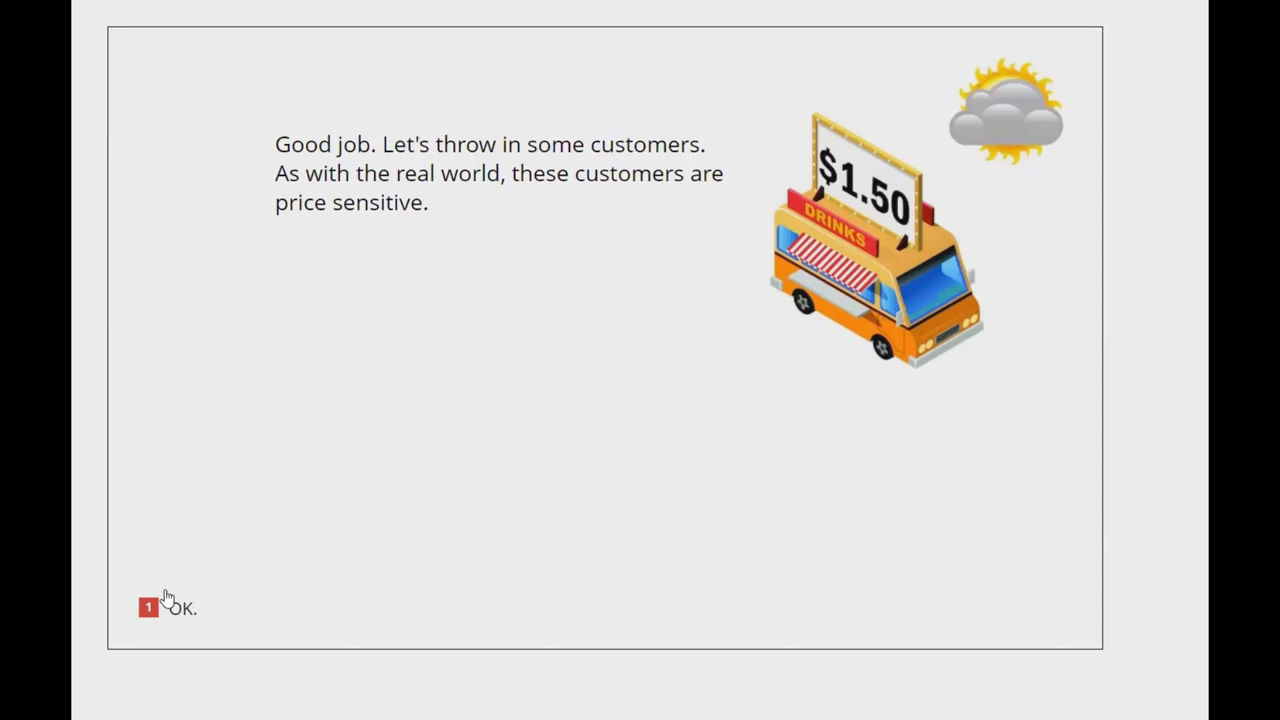 Good job. Let's throw in some customers.
As with the real world, these customers are
price sensitive.
$1.50
DRINKS
1 OK.